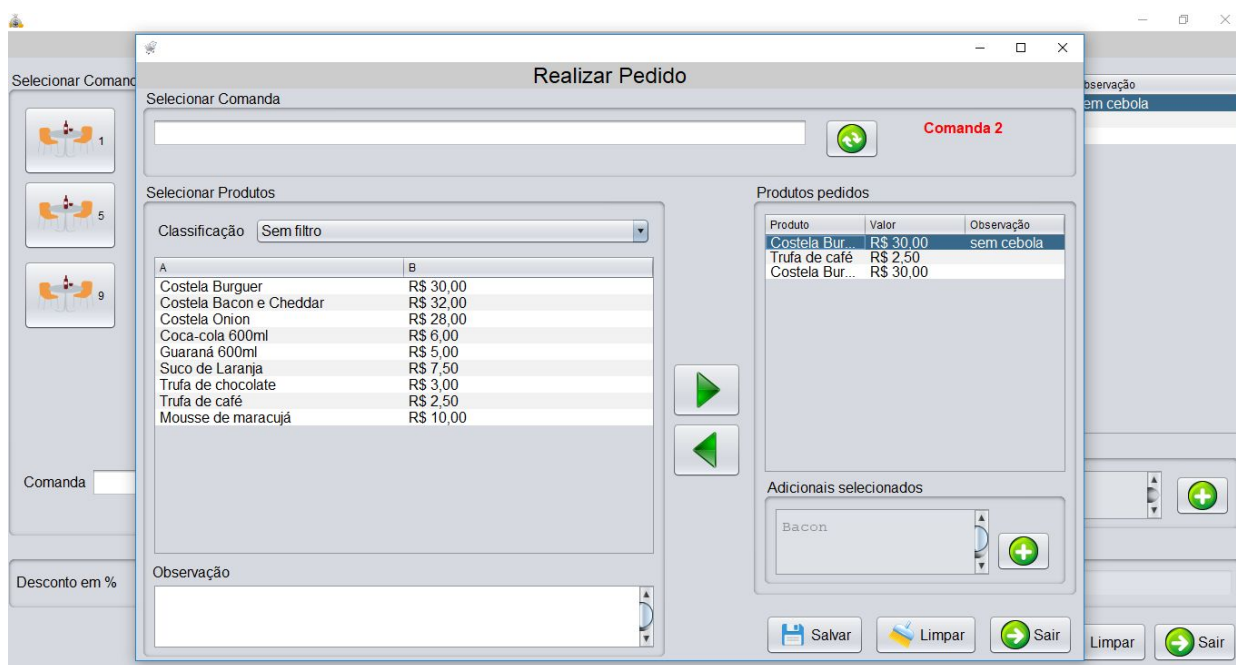 Realizar Pedido
Selecionar Comand
Selecionar Comanda
Comanda 2
1
5
9
Selecionar Produtos
Classificação Sem filtro
A B
Costela Burguer R$ 30,00
Costela Bacon e Cheddar R$ 32,00
Costela Onion R$ 28,00
Coca-cola 600ml R$ 6,00
Guaraná 600ml R$ 5,00
Suco de Laranja R$ 7,50
Trufa de chocolate R$ 3,00
Trufa de café R$ 2,50
Mousse de maracujá R$ 10,00
Observação
Produtos pedidos
Produto Valor Observação
Costela Bur... R$ 30,00 sem cebola
Trufa de café R$ 2,50
Costela Bur... R$ 30,00
Adicionais selecionados
Bacon
Salvar Limpar Sair
Comanda
Desconto em %
bservação
em cebola
Limpar Sair